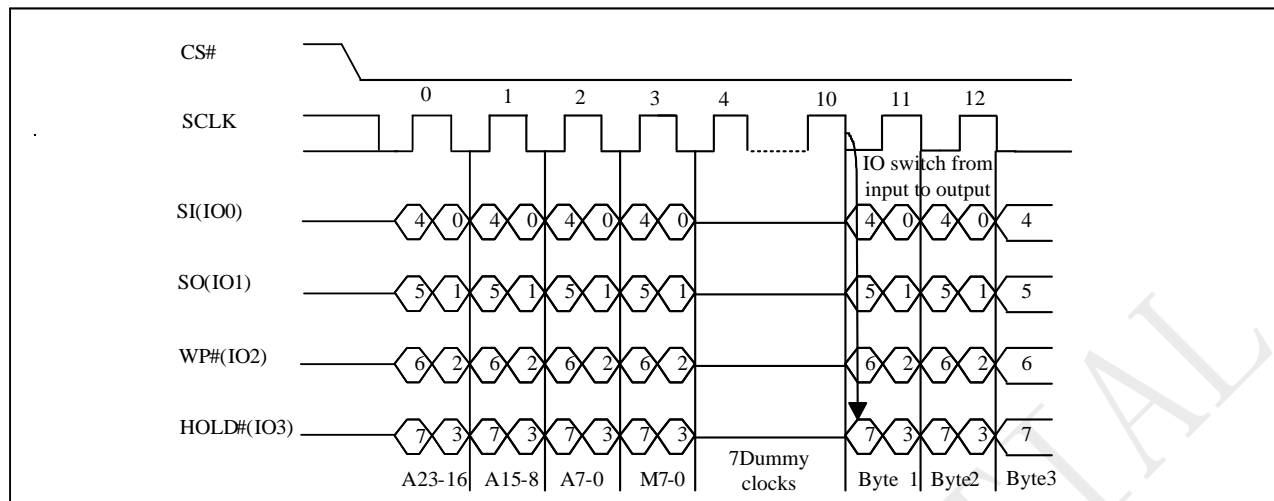 CS#
0 1 2 3 4 10 11 12
SCLK
IO switch from
input to output
SI(IO0) 4 0 4 0 4 0 4 0 4 0 4 0 4
SO(IO1) 5 1 5 1 5 1 5 1 5 1 5 1 5
WP#(IO2) 6 2 6 2 6 2 6 2 6 2 6 2 6
HOLD#(IO3) 7 3 7 3 7 3 7 3 7 3 7 3 7
A23-16 A15-8 A7-0 M7-0 7Dummy Byte 1 Byte2 Byte3
clocks
TIAL